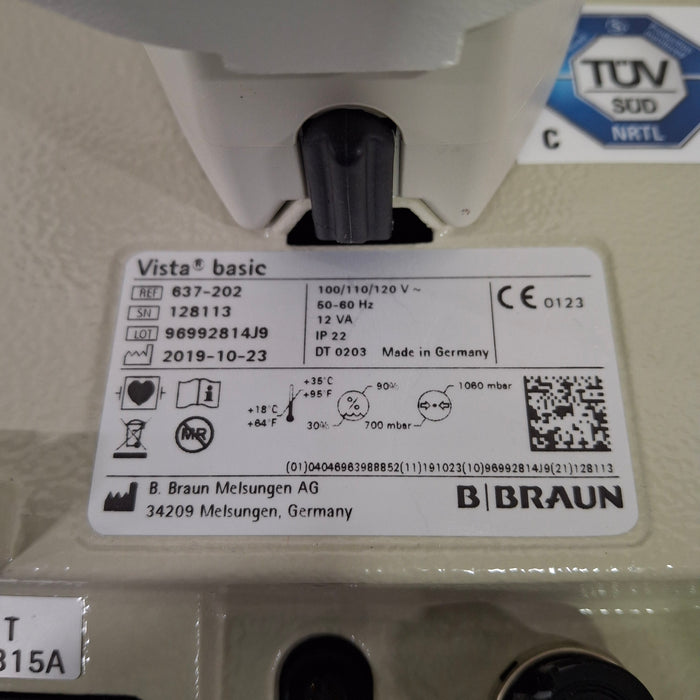 TÜV
SÜD
C
NRTL
Vista® basic
REF 637-202
SN 128113
LOT 96992814J9
2019-10-23
100/110/120 V ~
50-60 Hz
12 VA
IP 22
DT 0203 Made in Germany
CE 0123
+35°C
+95°F
+18°C
+64°F
%
90%
30%
1060 mbar
700 mbar
MR
(01)04046963988852(11)191023(10)96992814J9(21)128113
B. Braun Melsungen AG
34209 Melsungen, Germany
B|BRAUN
T
315A